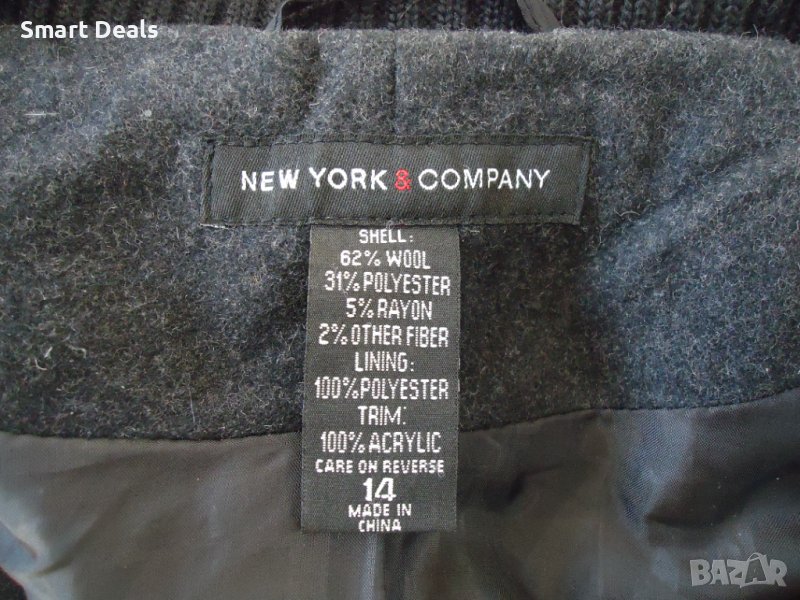 Smart Deals
NEW YORK & COMPANY
SHELL:
62% WOOL
31% POLYESTER
5% RAYON
2% OTHER FIBER
LINING:
100% POLYESTER
TRIM:
100% ACRYLIC
CARE ON REVERSE
14
MADE IN
CHINA
BAZAR